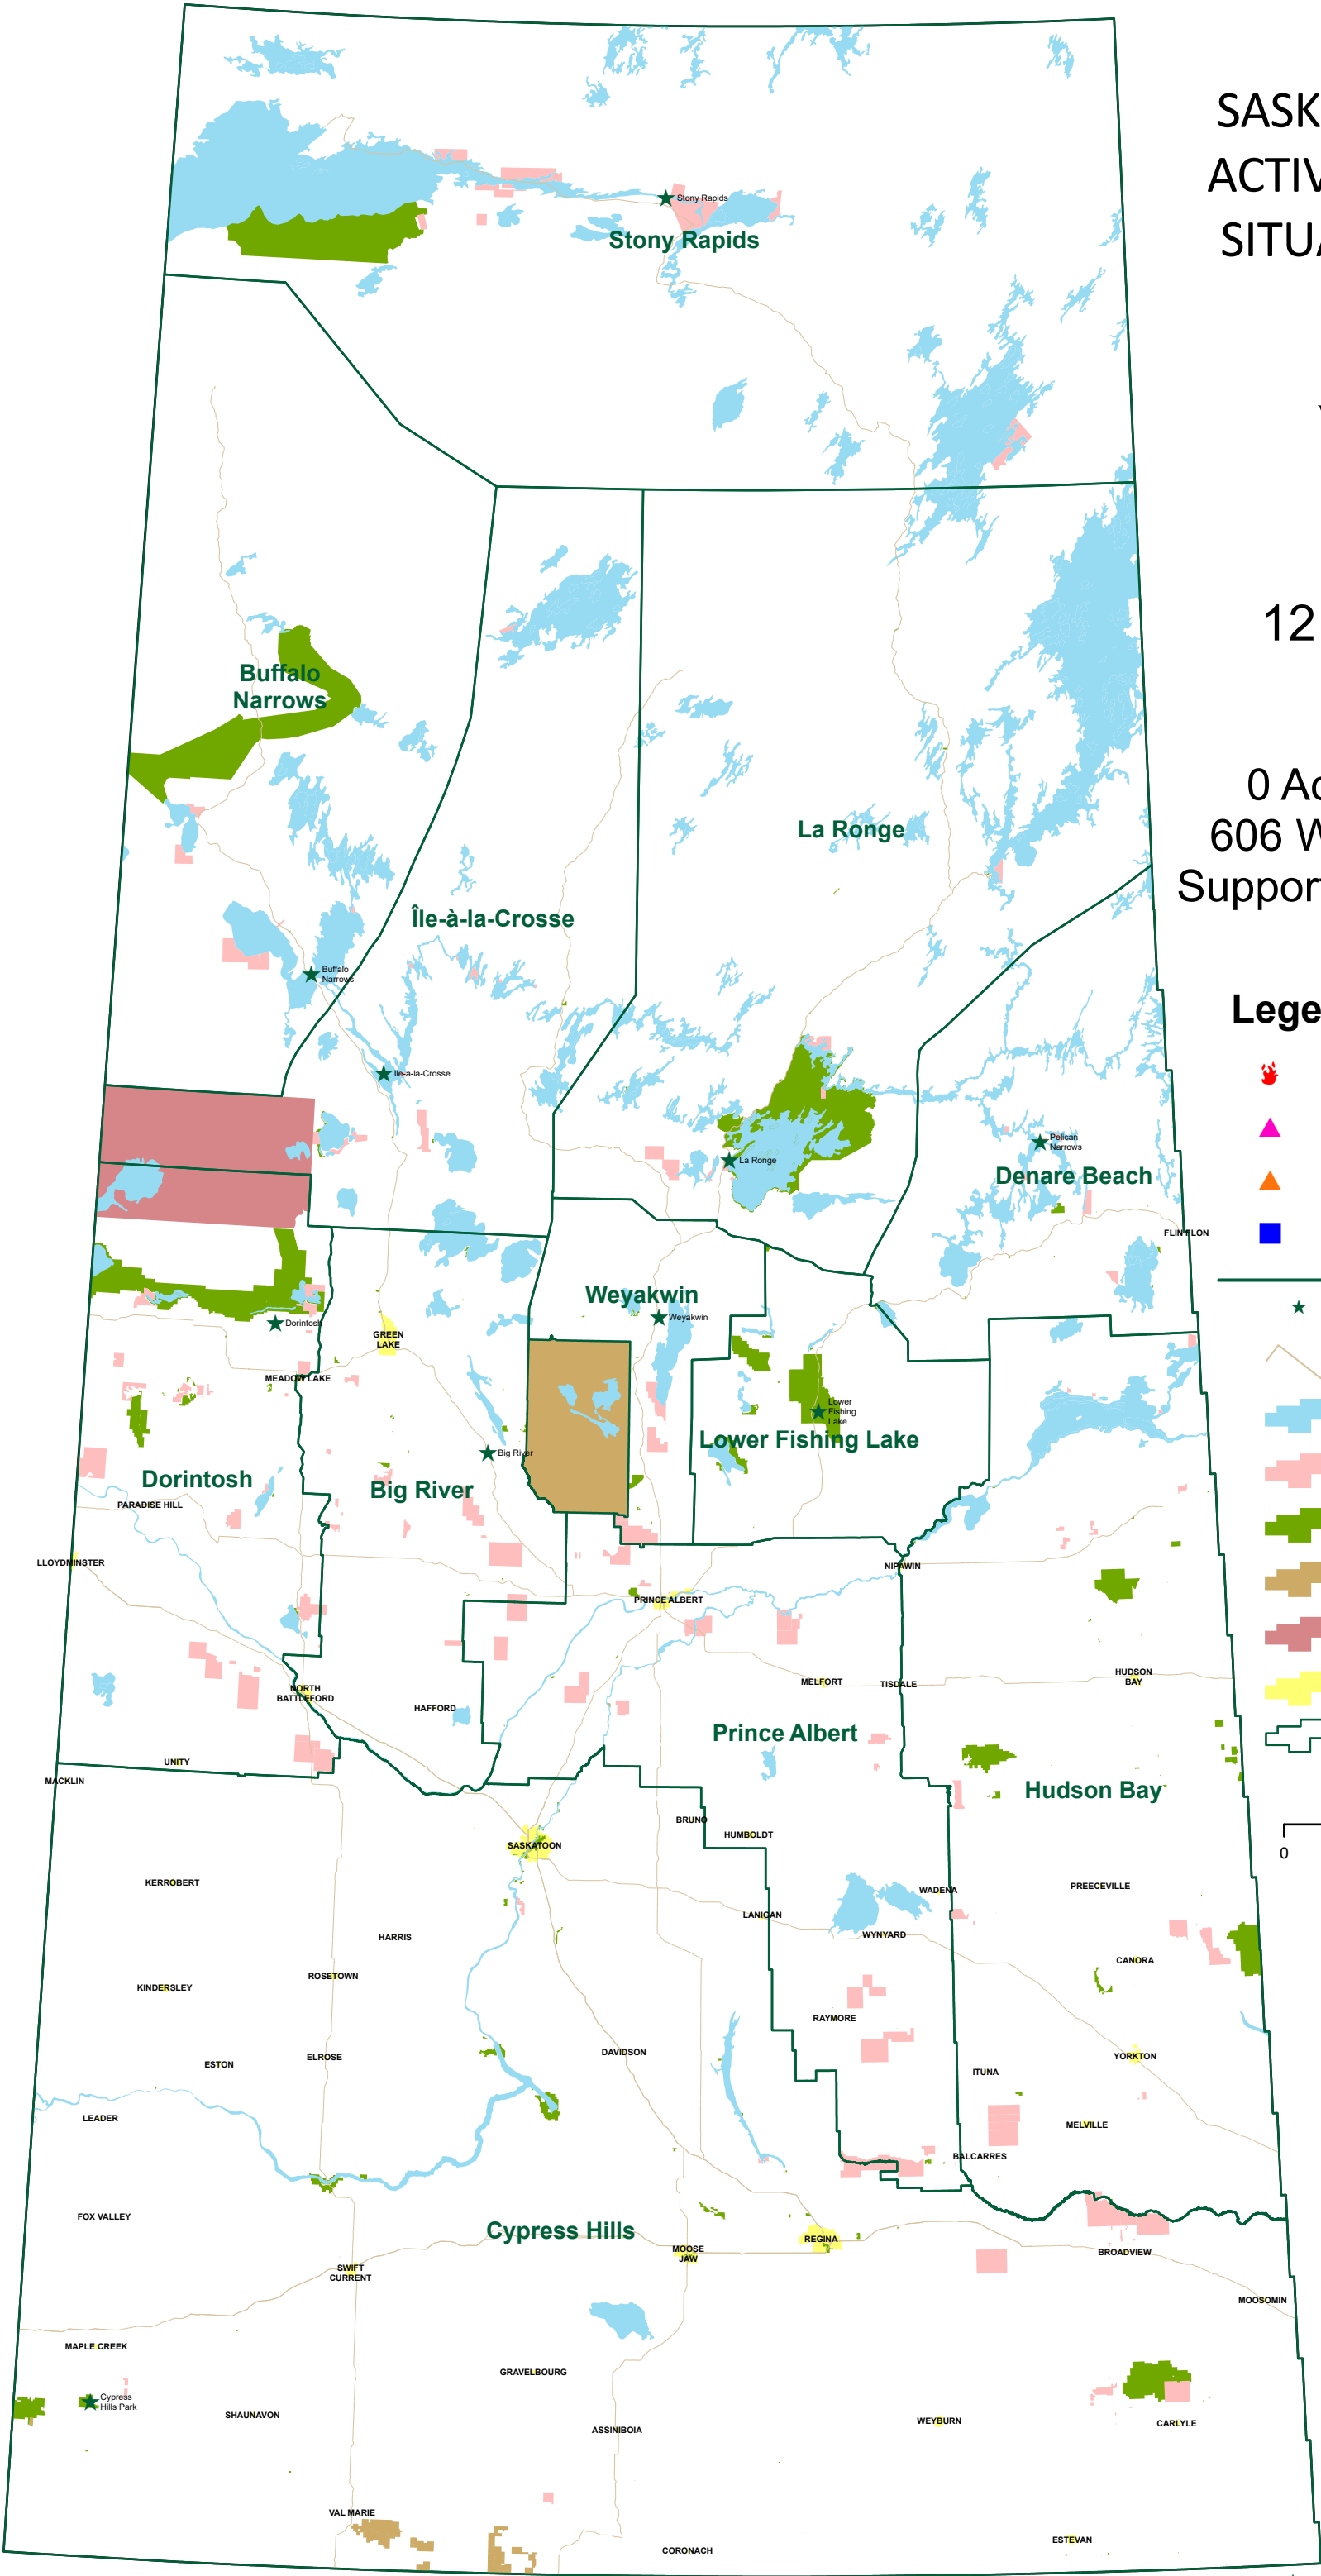 SASK
ACTIV
SITUA
12
0 Ac
606 W
Support
Lege
0
Stony Rapids
Stony Rapids
Buffalo
Narrows
La Ronge
Île-à-la-Crosse
Buffalo
Narrows
Ile-a-la-Crosse
Pelican
Narrows
La Ronge
Denare Beach
FLIN FLON
Weyakwin
Weyakwin
Dorintosh
GREEN
LAKE
MEADOW LAKE
Lower
Fishing
Lake
Lower Fishing Lake
Big River
Dorintosh
Big River
PARADISE HILL
LLOYDMINSTER
NIPAWIN
PRINCE ALBERT
HUDSON
BAY
MELFORT
TISDALE
NORTH
BATTLEFORD
HAFFORD
Prince Albert
UNITY
MACKLIN
Hudson Bay
BRUNO
HUMBOLDT
SASKATOON
KERROBERT
PREECEVILLE
WADENA
LANIGAN
WYNYARD
HARRIS
CANORA
ROSETOWN
KINDERSLEY
RAYMORE
DAVIDSON
YORKTON
ELROSE
ESTON
ITUNA
LEADER
MELVILLE
BALCARRES
FOX VALLEY
Cypress Hills
REGINA
MOOSE
JAW
BROADVIEW
SWIFT
CURRENT
MOOSOMIN
MAPLE CREEK
GRAVELBOURG
Cypress
Hills Park
SHAUNAVON
WEYBURN
CARLYLE
ASSINIBOIA
VAL MARIE
ESTEVAN
CORONACH